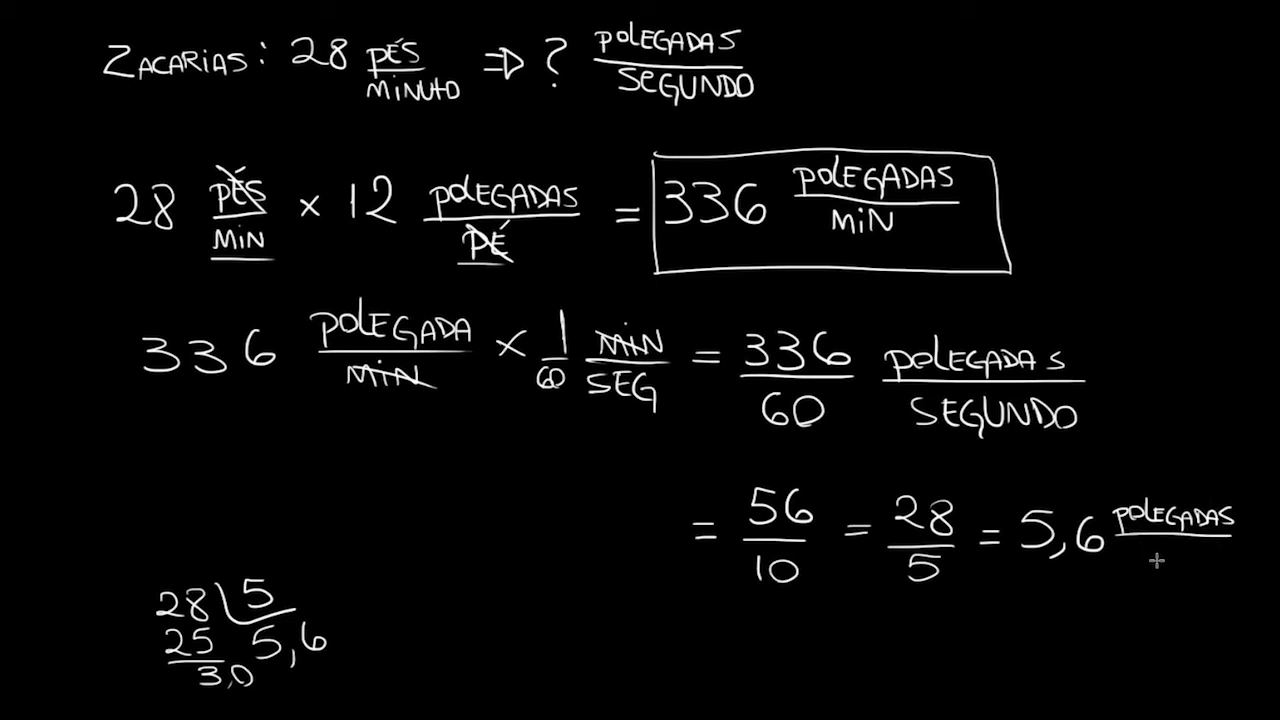 ZACARIAS: 28 PÉS/MINUTO ⇒ ? POLEGADAS/SEGUNDO
28 PÉS/MIN × 12 POLEGADAS/PÉ = 336 POLEGADAS/MIN
336 POLEGADA/MIN × 1/60 MIN/SEG = 336/60 POLEGADAS/SEGUNDO
= 56/10 = 28/5 = 5,6 POLEGADAS
28 5
25 5,6
3,0